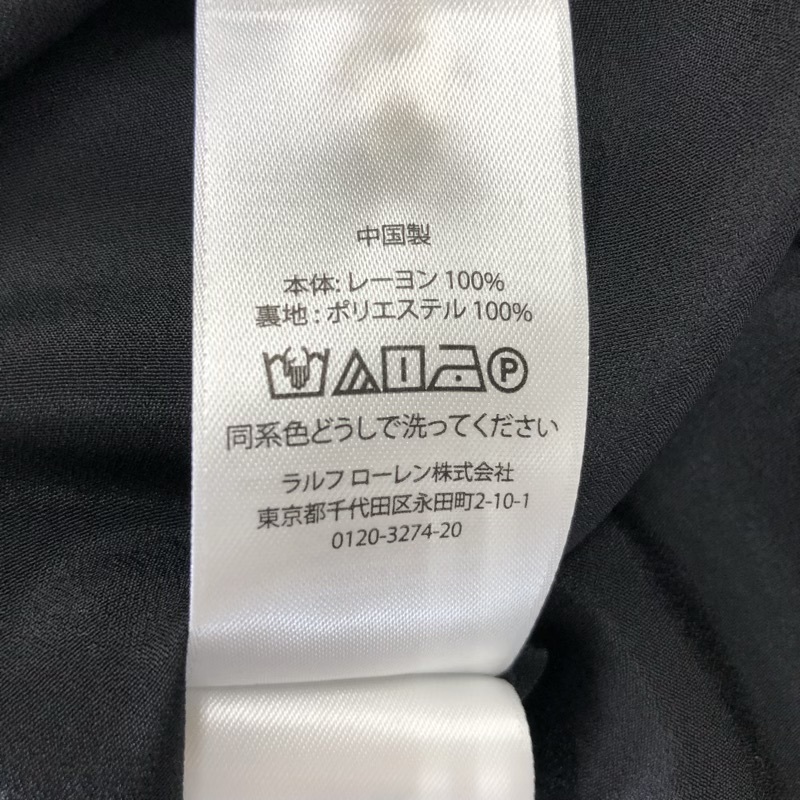 中国製
本体: レーヨン 100%
裏地 : ポリエステル 100%
P
同系色どうしで洗ってください
ラルフ ローレン株式会社
東京都千代田区永田町2-10-1
0120-3274-20